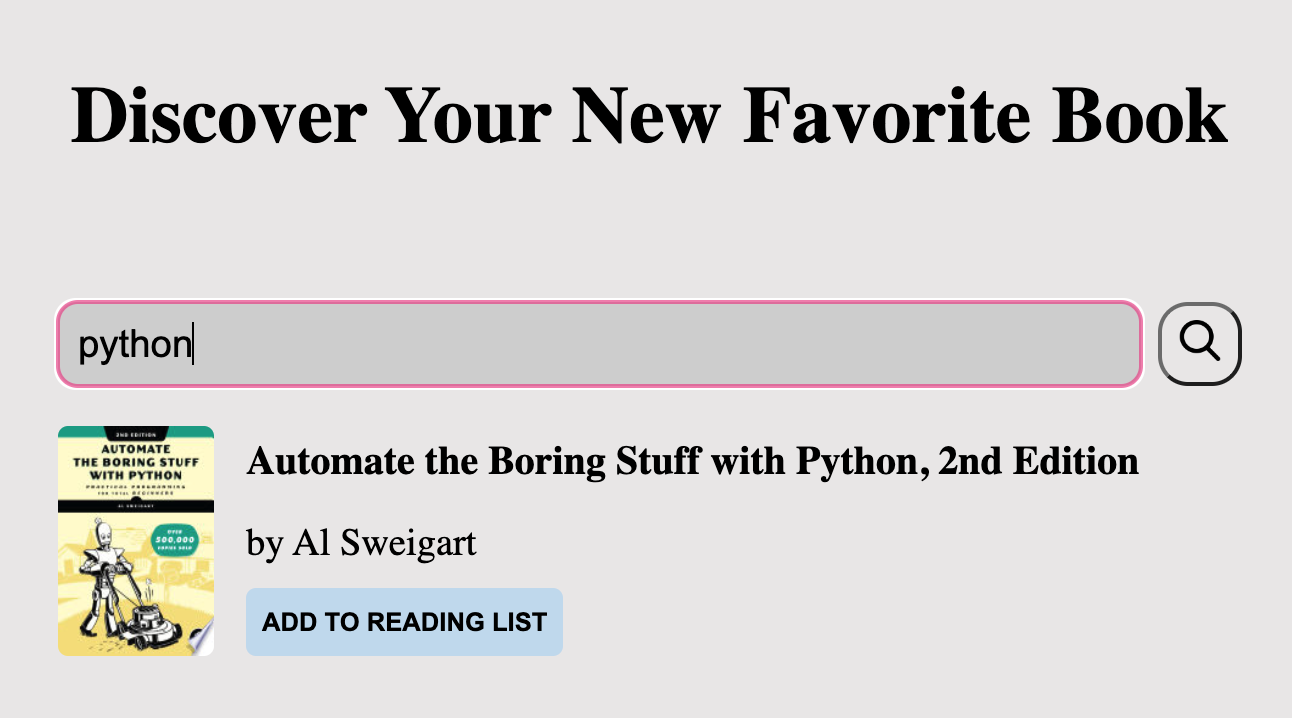 Discover Your New Favorite Book
python
2ND EDITION
AUTOMATE
THE BORING STUFF
WITH PYTHON
PRACTICAL PROGRAMMING
FOR TOTAL BEGINNERS
AL SWEIGART
OVER
500,000
COPIES SOLD
Automate the Boring Stuff with Python, 2nd Edition
by Al Sweigart
ADD TO READING LIST